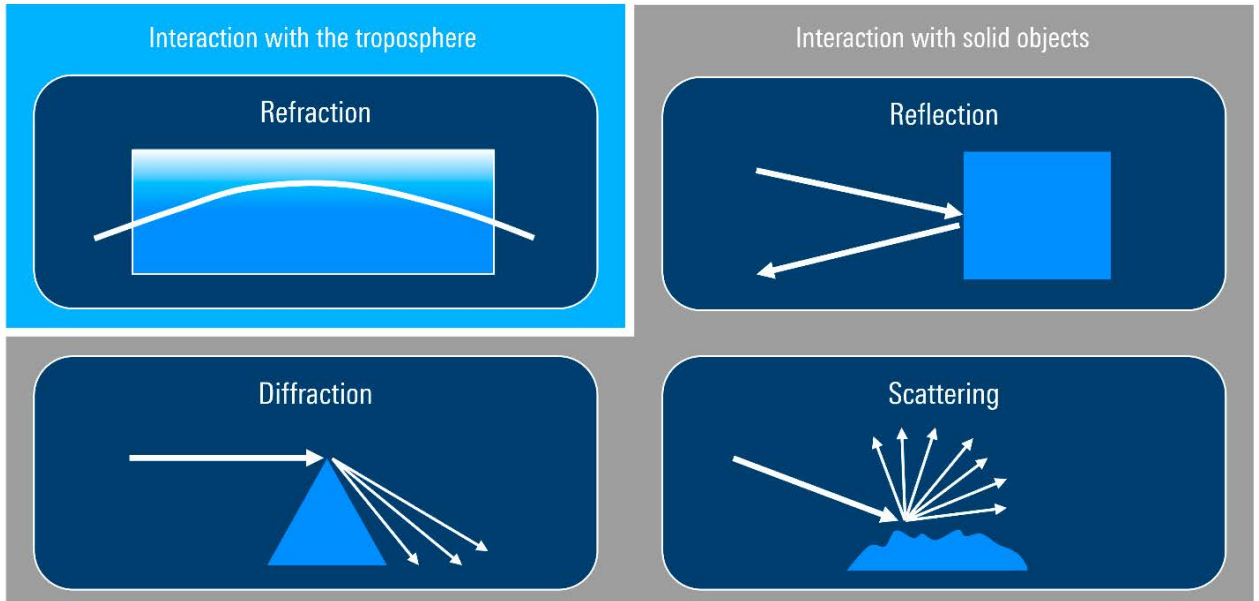 Interaction with the troposphere
Interaction with solid objects
Refraction
Reflection
Diffraction
Scattering